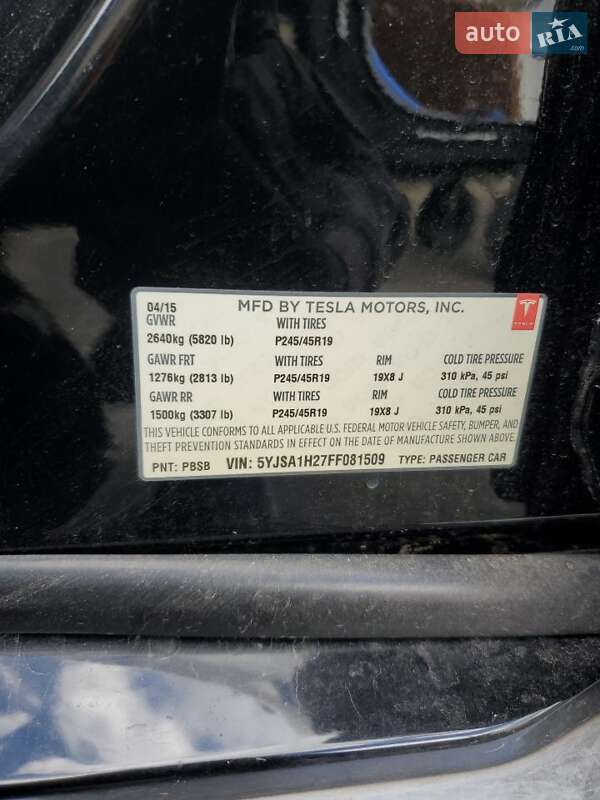 auto RIA.com
04/15 MFD BY TESLA MOTORS, INC.
TESLA
GVWR WITH TIRES
2640kg (5820 lb) P245/45R19
GAWR FRT WITH TIRES RIM COLD TIRE PRESSURE
1276kg (2813 lb) P245/45R19 19X8 J 310 kPa, 45 psi
GAWR RR WITH TIRES RIM COLD TIRE PRESSURE
1500kg (3307 lb) P245/45R19 19X8 J 310 kPa, 45 psi
THIS VEHICLE CONFORMS TO ALL APPLICABLE U.S. FEDERAL MOTOR VEHICLE SAFETY, BUMPER, AND
THEFT PREVENTION STANDARDS IN EFFECT ON THE DATE OF MANUFACTURE SHOWN ABOVE.
PNT: PBSB VIN: 5YJSA1H27FF081509 TYPE: PASSENGER CAR